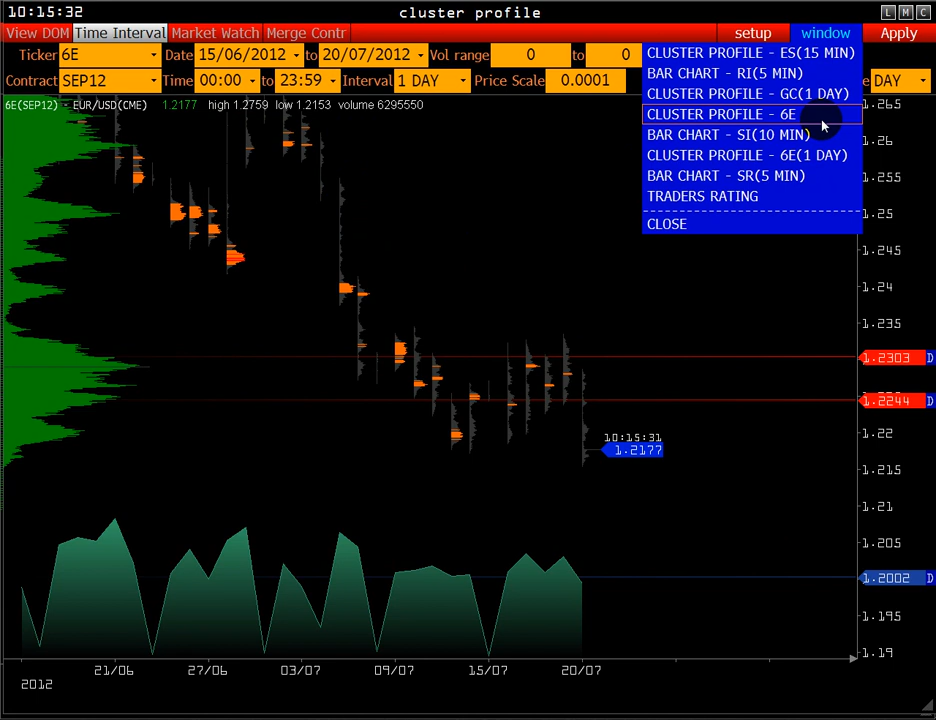 10:15:32 cluster profile L M C
View DOM Time Interval Market Watch Merge Contr setup window Apply
Ticker 6E Date 15/06/2012 to 20/07/2012 Vol range 0 to 0
Contract SEP12 Time 00:00 to 23:59 Interval 1 DAY Price Scale 0.0001 DAY
CLUSTER PROFILE - ES(15 MIN)
BAR CHART - RI(5 MIN)
CLUSTER PROFILE - GC(1 DAY)
CLUSTER PROFILE - 6E
BAR CHART - SI(10 MIN)
CLUSTER PROFILE - 6E(1 DAY)
BAR CHART - SR(5 MIN)
TRADERS RATING
CLOSE
6E(SEP12) - EUR/USD(CME) 1.2177 high 1.2759 low 1.2153 volume 6295550
1.265
1.26
1.255
1.25
1.245
1.24
1.235
1.2303 D
1.2244 D
1.22
10:15:31
1.2177
1.215
1.21
1.205
1.2002 D
1.195
1.19
21/06 27/06 03/07 09/07 15/07 20/07
2012